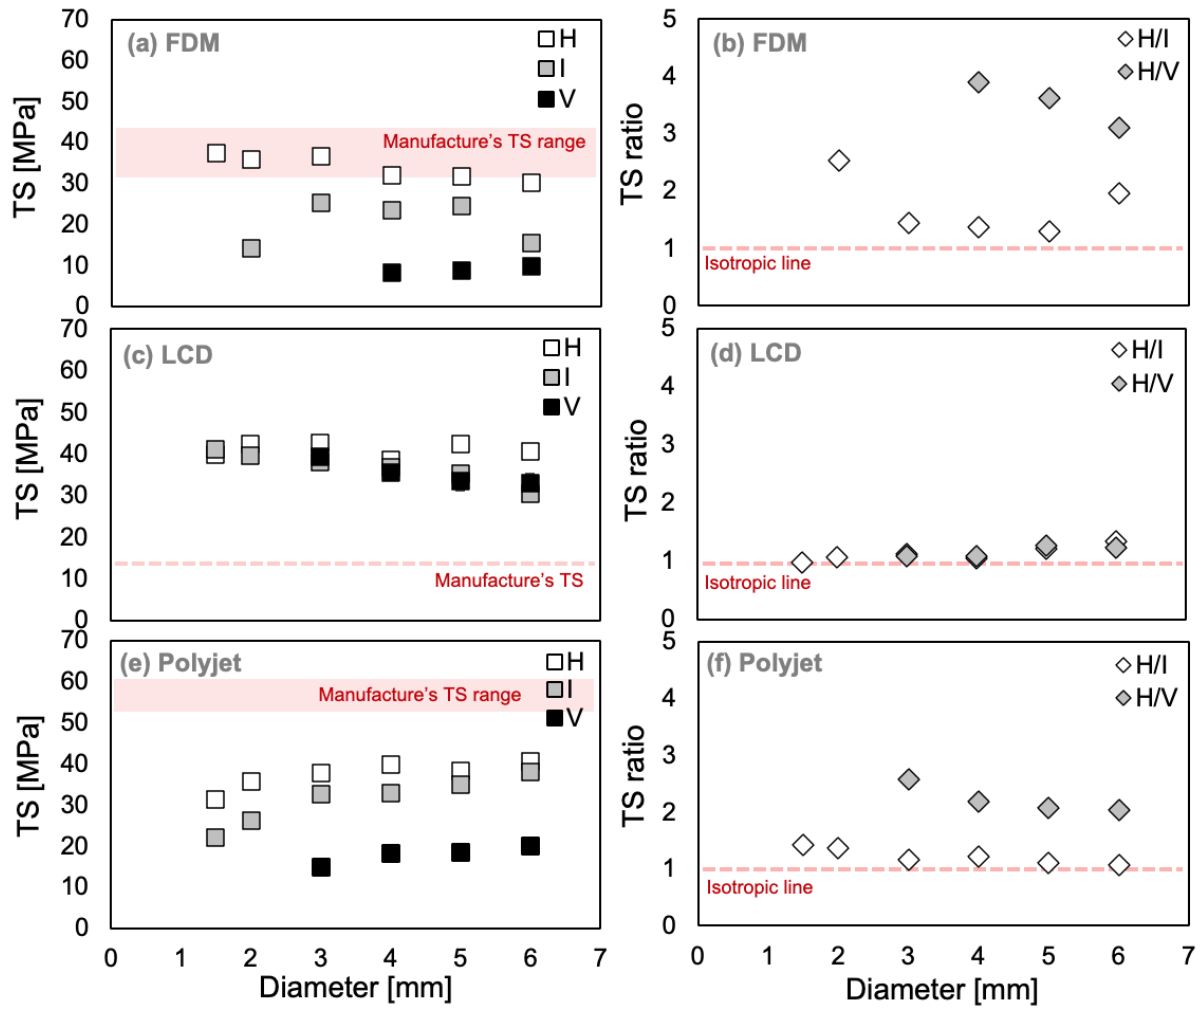 (a) FDM
H
I
V
Manufacture's TS range
TS [MPa]
70
60
50
40
30
20
10
0
(b) FDM
H/I
H/V
Isotropic line
TS ratio
5
4
3
2
1
0
(c) LCD
H
I
V
Manufacture's TS
TS [MPa]
70
60
50
40
30
20
10
0
(d) LCD
H/I
H/V
Isotropic line
TS ratio
5
4
3
2
1
0
(e) Polyjet
H
I
V
Manufacture's TS range
TS [MPa]
70
60
50
40
30
20
10
0
0 1 2 3 4 5 6 7
Diameter [mm]
(f) Polyjet
H/I
H/V
Isotropic line
TS ratio
5
4
3
2
1
0
0 1 2 3 4 5 6 7
Diameter [mm]